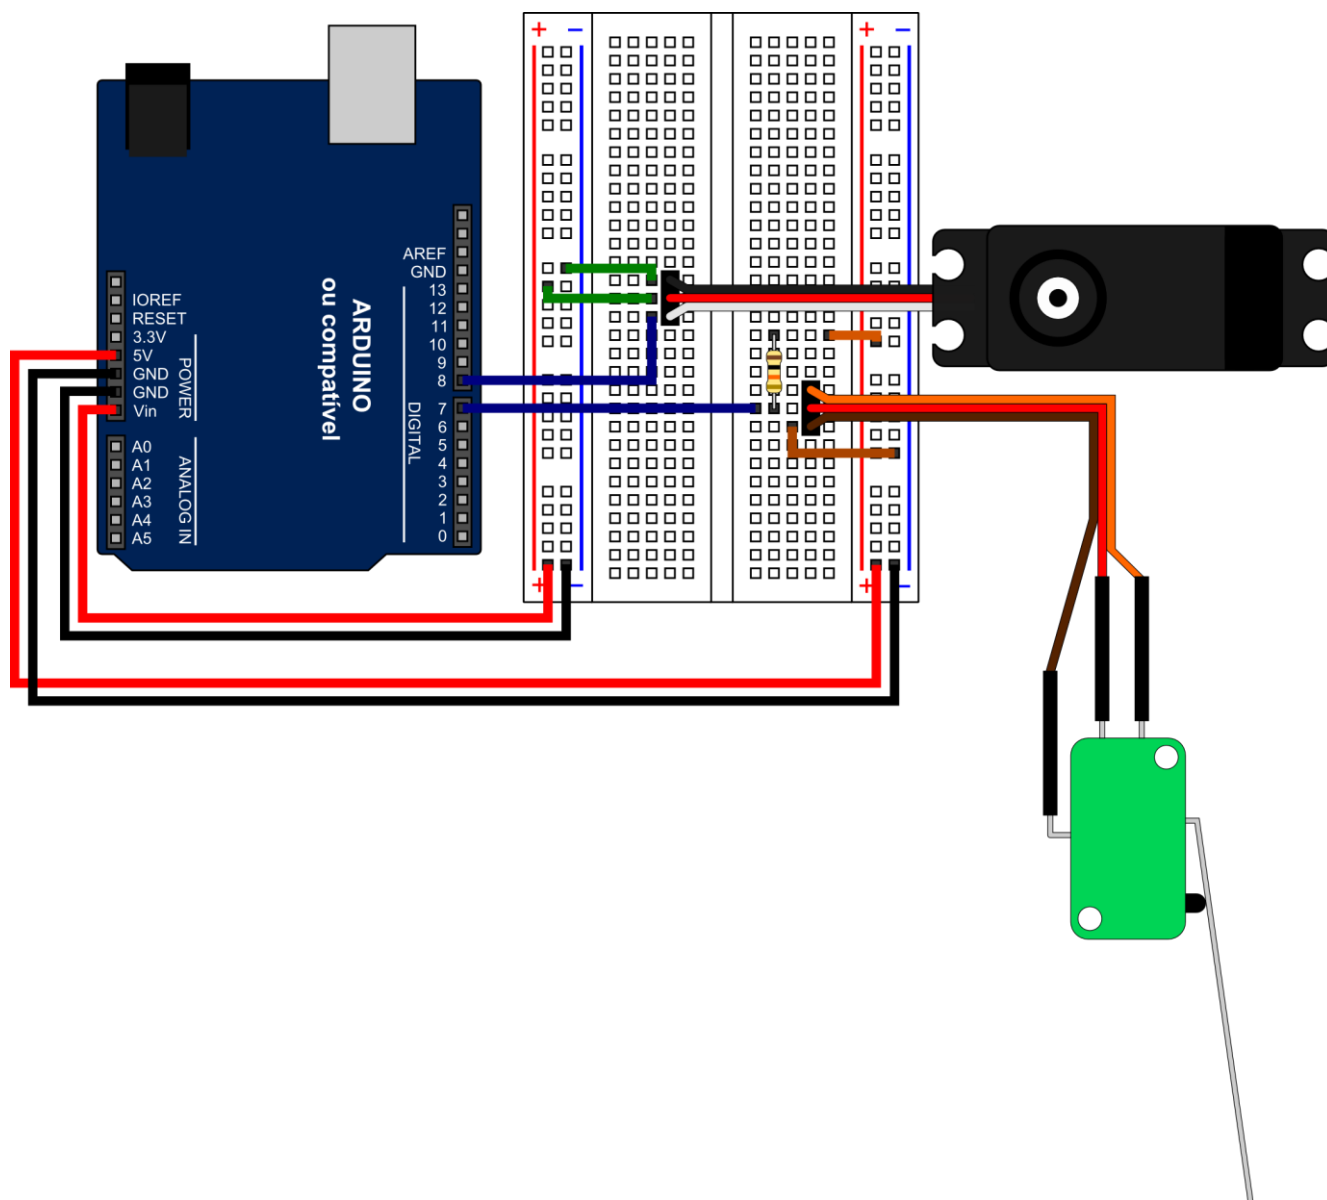 + −
+ −
AREF
GND
13
12
11
10
9
8
7
6
5
4
3
2
1
0
DIGITAL
ARDUINO
ou compatível
IOREF
RESET
3.3V
5V
GND
GND
Vin
POWER
A0
A1
A2
A3
A4
A5
ANALOG IN
+ −
+ −